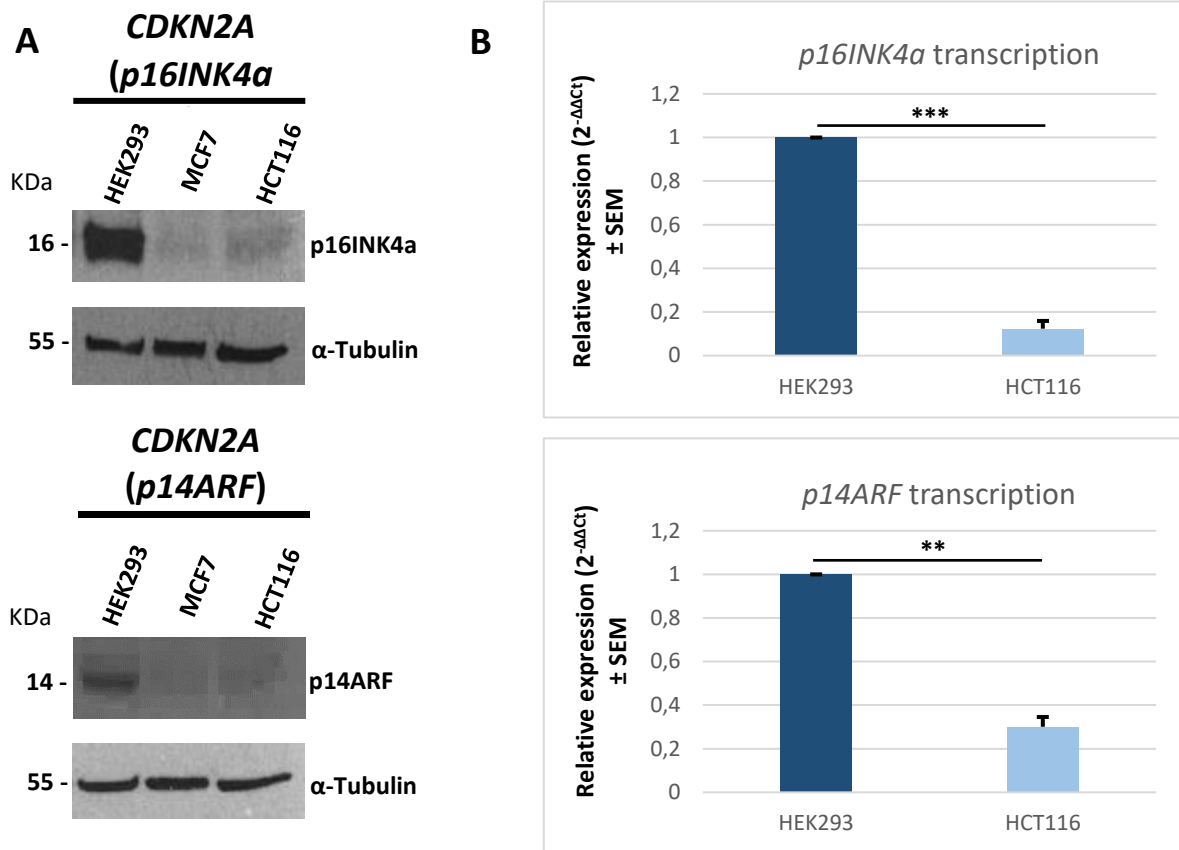 A
CDKN2A
(p16INK4a
KDa
HEK293
MCF7
HCT116
16 -
p16INK4a
55 -
α-Tubulin
CDKN2A
(p14ARF)
KDa
HEK293
MCF7
HCT116
14 -
p14ARF
55 -
α-Tubulin
B
p16INK4a transcription
Relative expression (2^-ΔΔCt)
± SEM
1,2
1
0,8
0,6
0,4
0,2
0
***
HEK293
HCT116
p14ARF transcription
Relative expression (2^-ΔΔCt)
± SEM
1,2
1
0,8
0,6
0,4
0,2
0
**
HEK293
HCT116